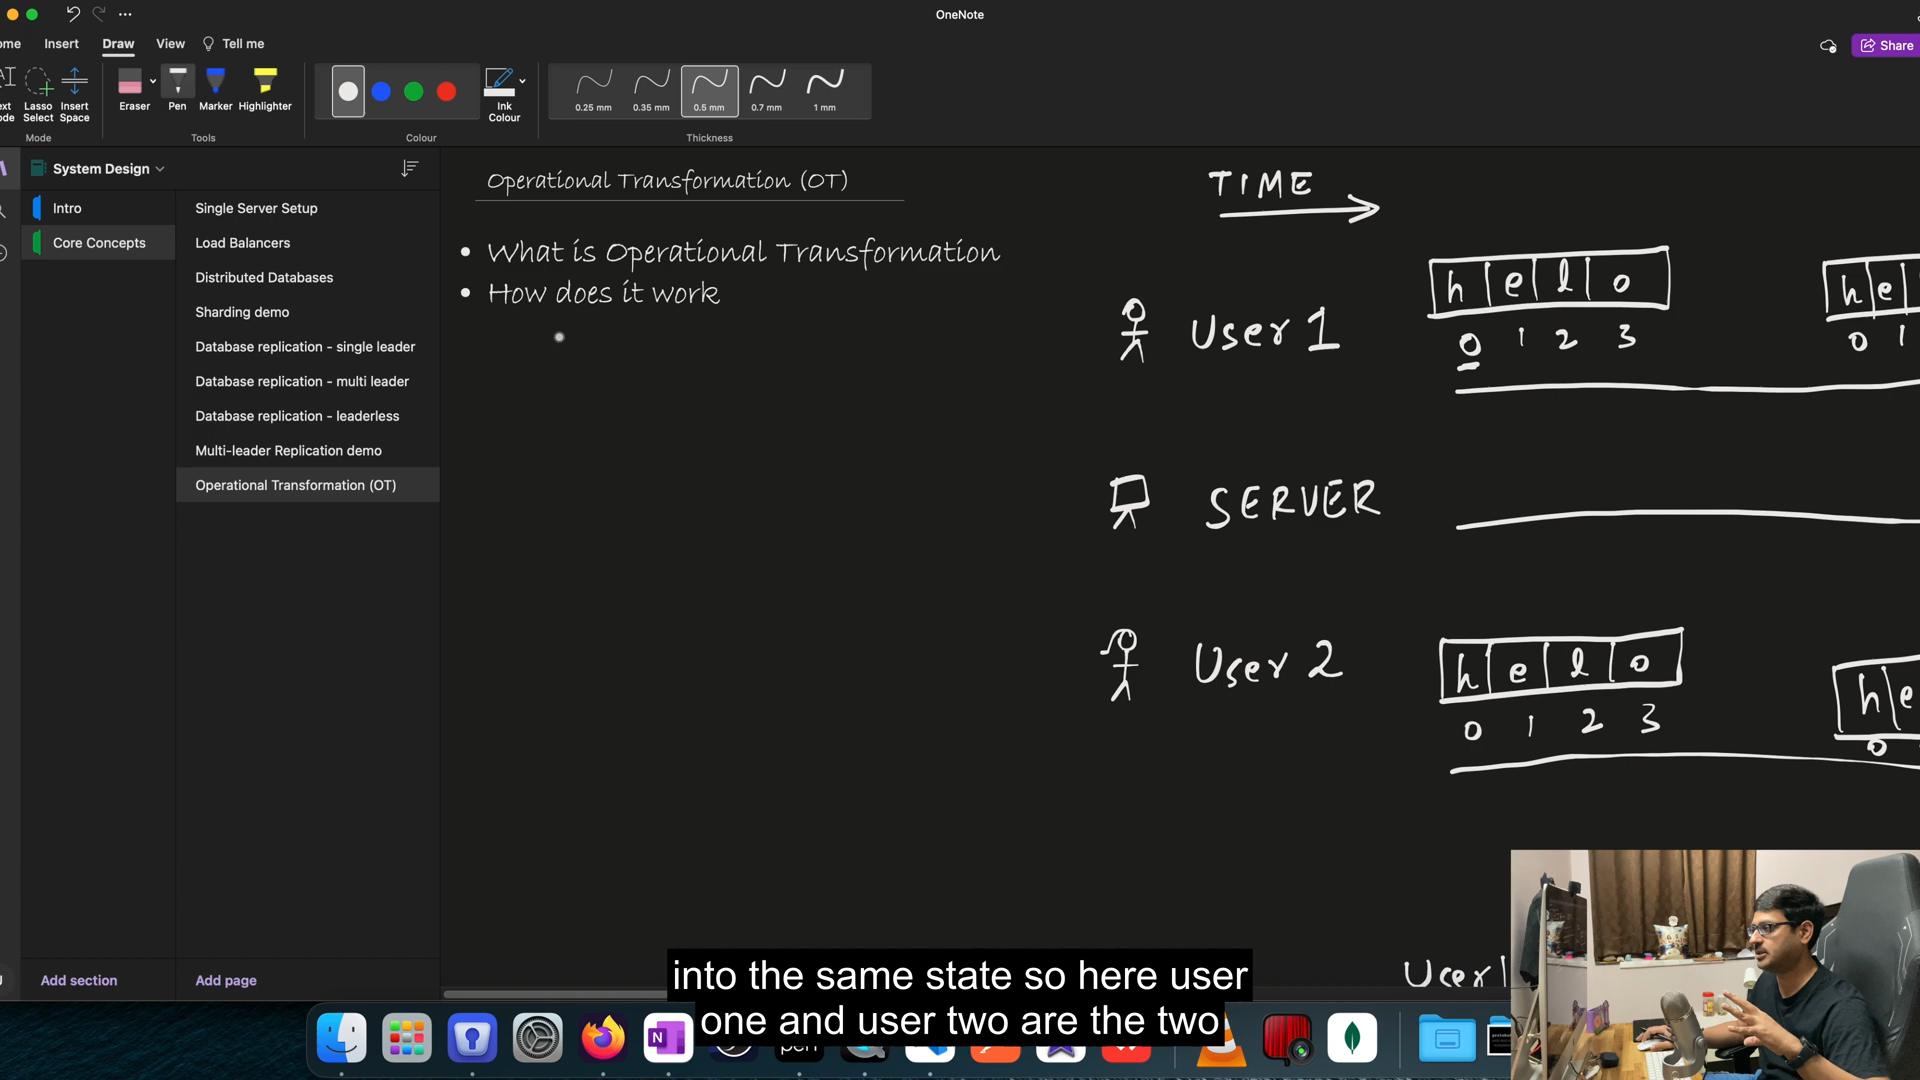 OneNote
Insert Draw View Tell me
Share
Eraser Pen Marker Highlighter
Lasso Select
Insert Space
Ink Colour
0.25 mm 0.35 mm 0.5 mm 0.7 mm 1 mm
Mode Tools Colour Thickness
System Design
Intro
Core Concepts
Single Server Setup
Load Balancers
Distributed Databases
Sharding demo
Database replication - single leader
Database replication - multi leader
Database replication - leaderless
Multi-leader Replication demo
Operational Transformation (OT)
Add section
Add page
Operational Transformation (OT)
• What is Operational Transformation
• How does it work
TIME
h e l o
0 1 2 3
User 1
h e
0 1
SERVER
User 2
h e l o
0 1 2 3
h e
0
User 1
into the same state so here user
one and user two are the two